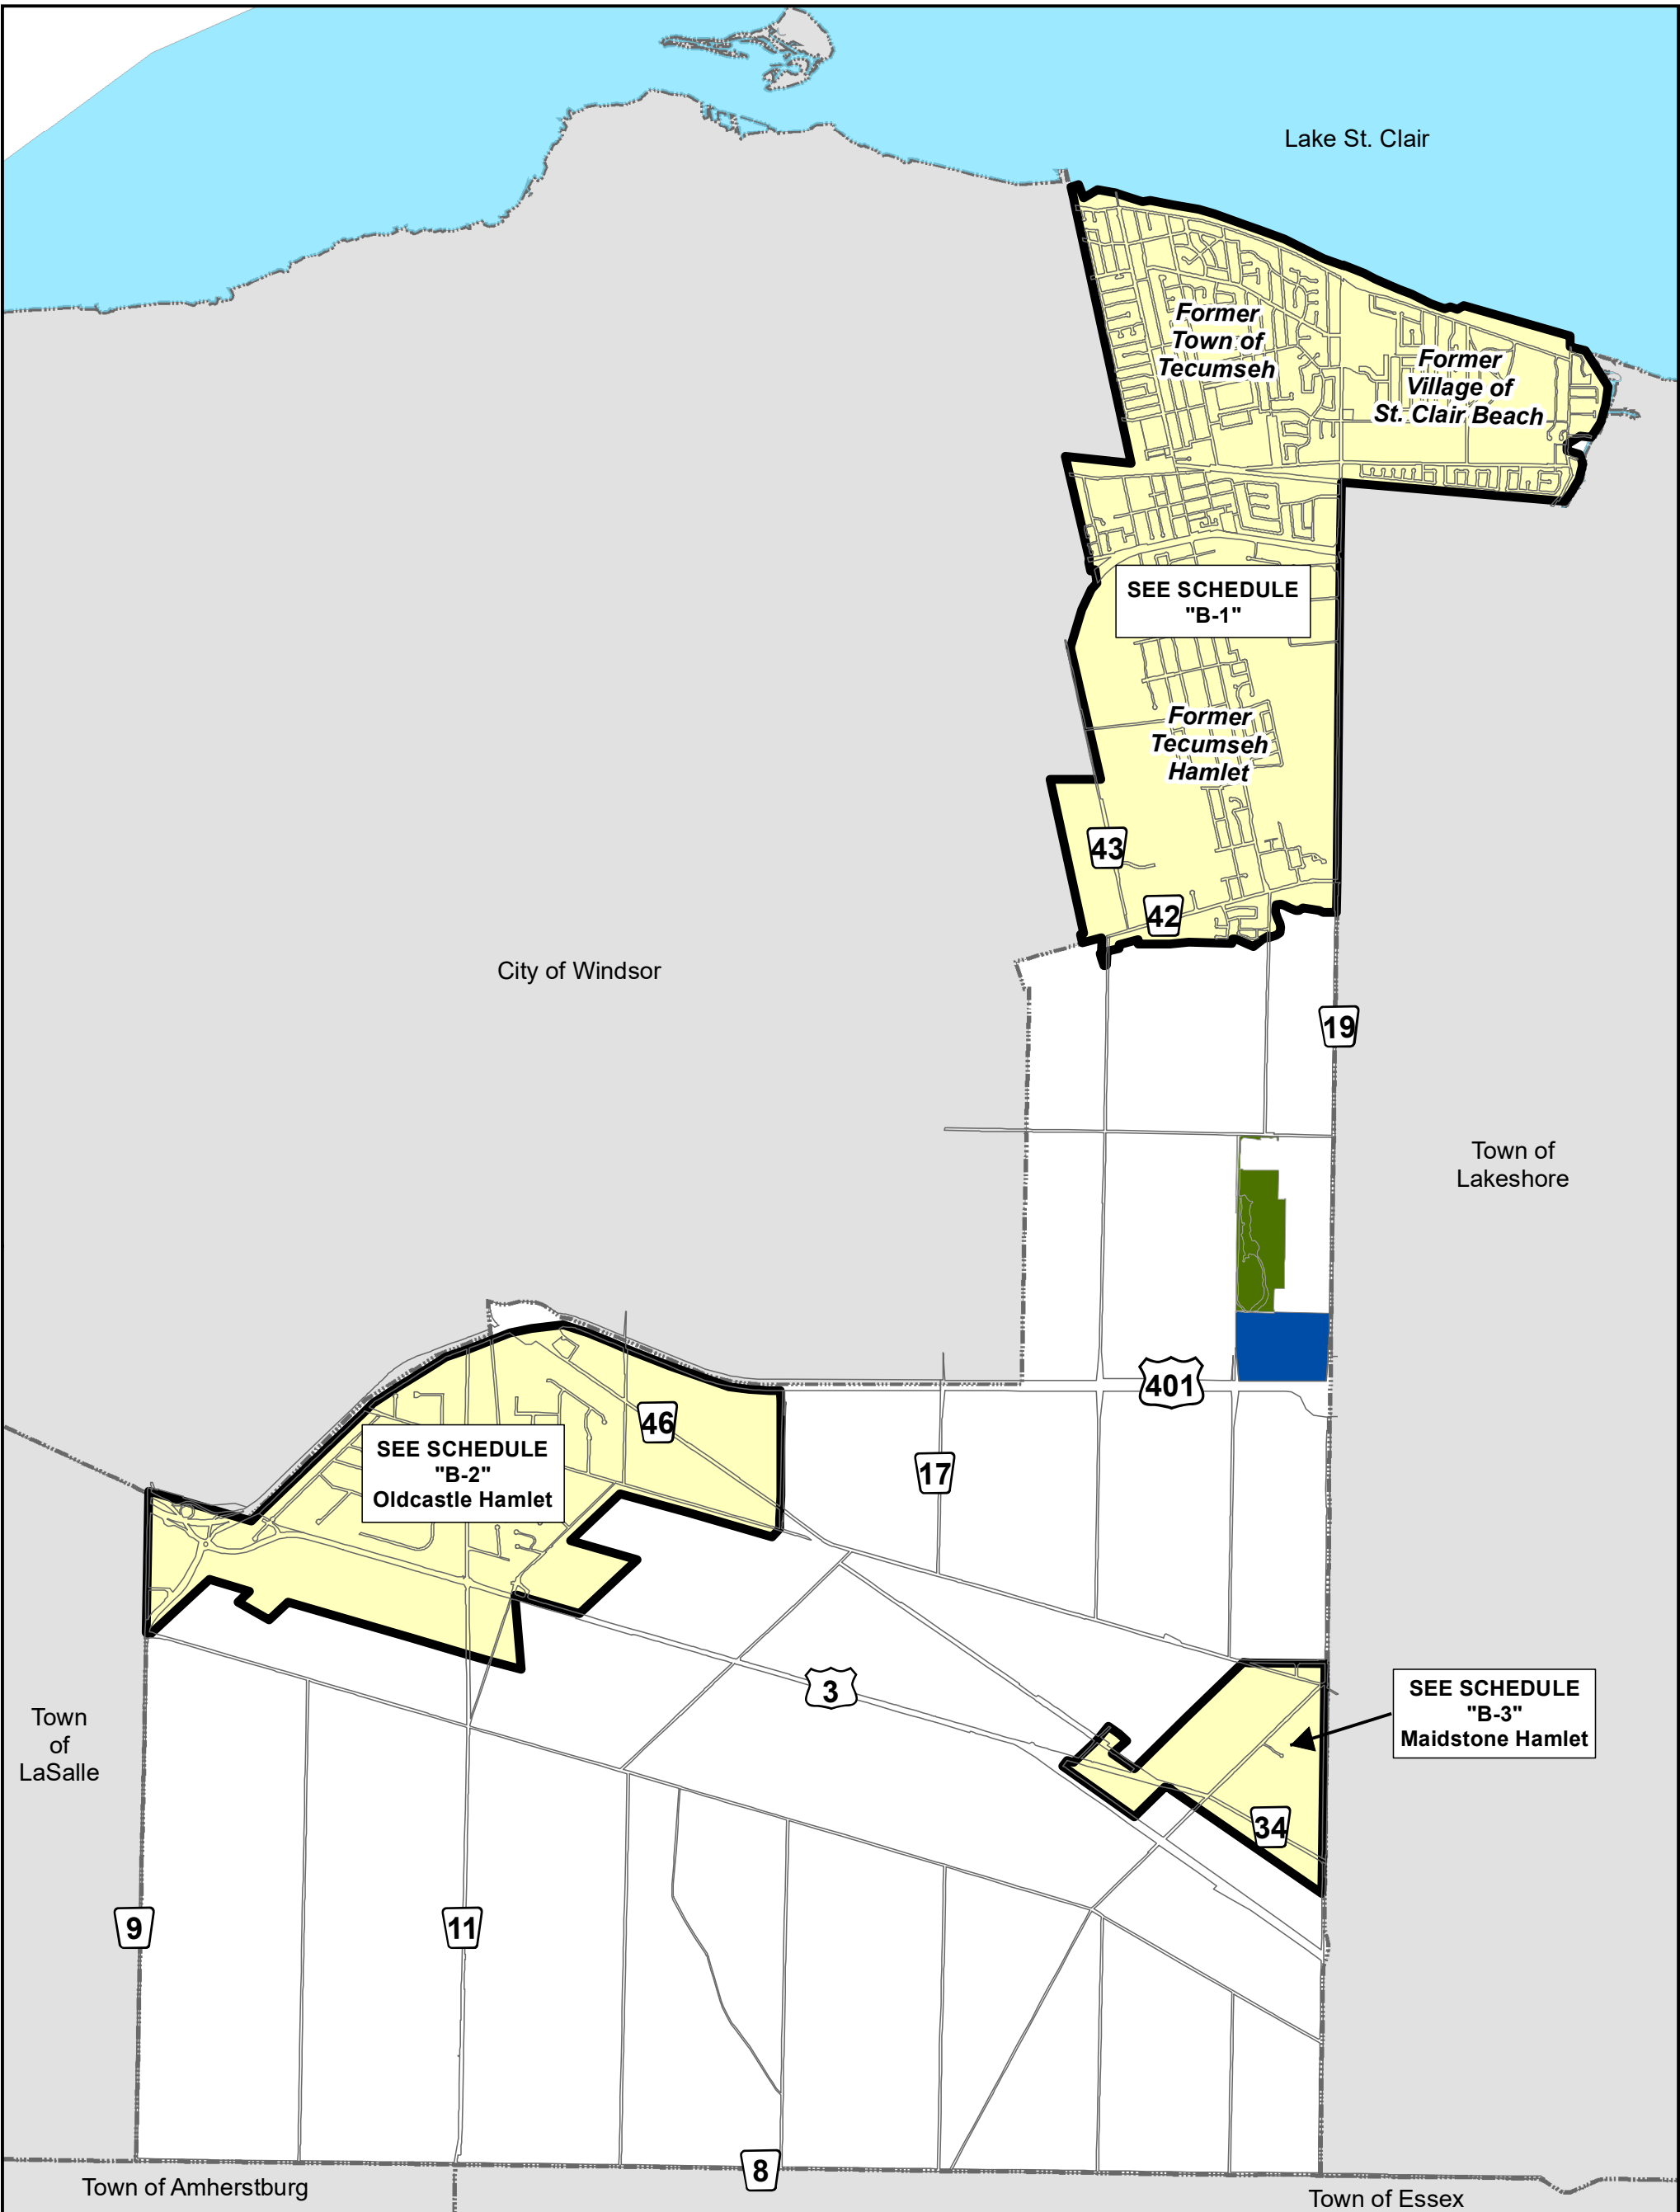 Lake St. Clair
Former
Town of
Tecumseh
Former
Village of
St. Clair Beach
SEE SCHEDULE
"B-1"
Former
Tecumseh
Hamlet
43
42
City of Windsor
19
Town of
Lakeshore
401
46
SEE SCHEDULE
"B-2"
Oldcastle Hamlet
17
3
SEE SCHEDULE
"B-3"
Maidstone Hamlet
Town
of
LaSalle
34
9
11
8
Town of Amherstburg
Town of Essex